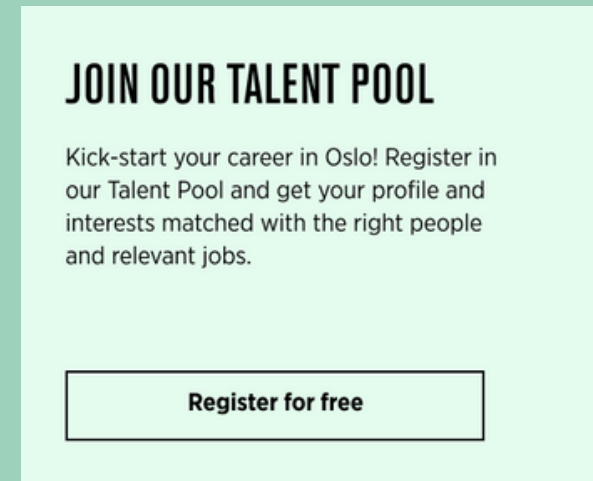 JOIN OUR TALENT POOL
Kick-start your career in Oslo! Register in
our Talent Pool and get your profile and
interests matched with the right people
and relevant jobs.
Register for free